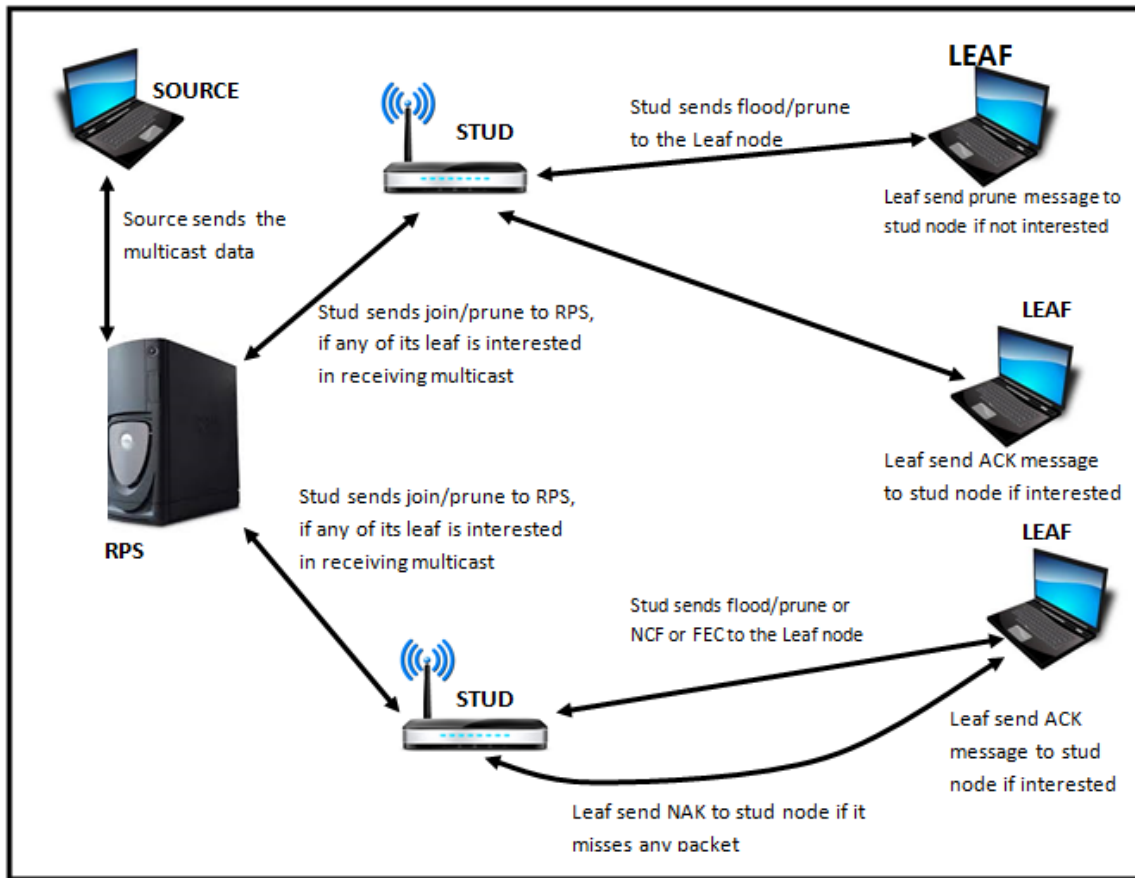 SOURCE
STUD
LEAF
Stud sends flood/prune
to the Leaf node
Leaf send prune message to
stud node if not interested
Source sends the
multicast data
Stud sends join/prune to RPS,
if any of its leaf is interested
in receiving multicast
LEAF
Leaf send ACK message
to stud node if interested
RPS
Stud sends join/prune to RPS,
if any of its leaf is interested
in receiving multicast
LEAF
Stud sends flood/prune or
NCF or FEC to the Leaf node
STUD
Leaf send ACK
message to stud
node if interested
Leaf send NAK to stud node if it
misses any packet